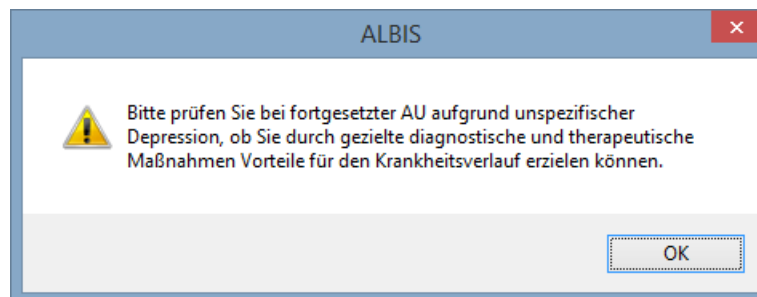 ALBIS
Bitte prüfen Sie bei fortgesetzter AU aufgrund unspezifischer
Depression, ob Sie durch gezielte diagnostische und therapeutische
Maßnahmen Vorteile für den Krankheitsverlauf erzielen können.
OK